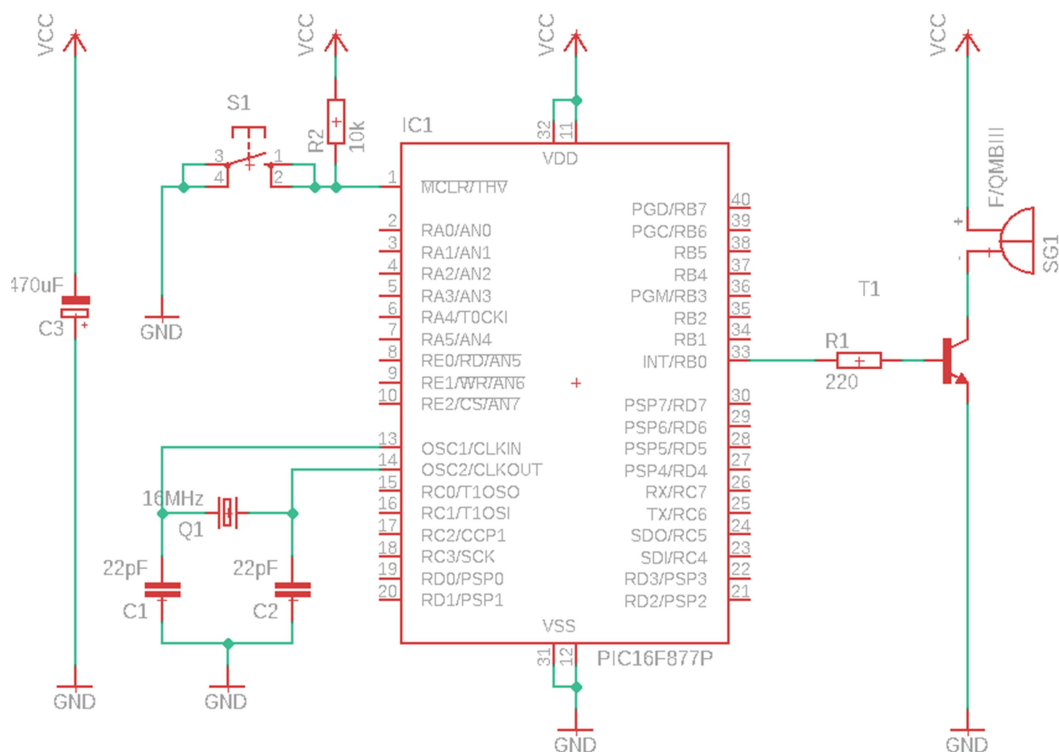 VCC
VCC
VCC
VCC
S1
R2
10k
IC1
32
11
VDD
3
4
1
2
1
MCLR/THV
F/QMBIII
SG1
+
-
2
RA0/AN0
3
RA1/AN1
4
RA2/AN2
5
RA3/AN3
6
RA4/T0CKI
7
RA5/AN4
8
RE0/RD/AN5
9
RE1/WR/AN6
10
RE2/CS/AN7
13
OSC1/CLKIN
14
OSC2/CLKOUT
15
RC0/T1OSO
16
RC1/T1OSI
17
RC2/CCP1
18
RC3/SCK
19
RD0/PSP0
20
RD1/PSP1
PGD/RB7
40
PGC/RB6
39
RB5
38
RB4
37
PGM/RB3
36
RB2
35
RB1
34
INT/RB0
33
PSP7/RD7
30
PSP6/RD6
29
PSP5/RD5
28
PSP4/RD4
27
RX/RC7
26
TX/RC6
25
SDO/RC5
24
SDI/RC4
23
RD3/PSP3
22
RD2/PSP2
21
T1
R1
220
470uF
C3
GND
16MHz
Q1
22pF
C1
22pF
C2
VSS
31
12
PIC16F877P
GND
GND
GND
GND